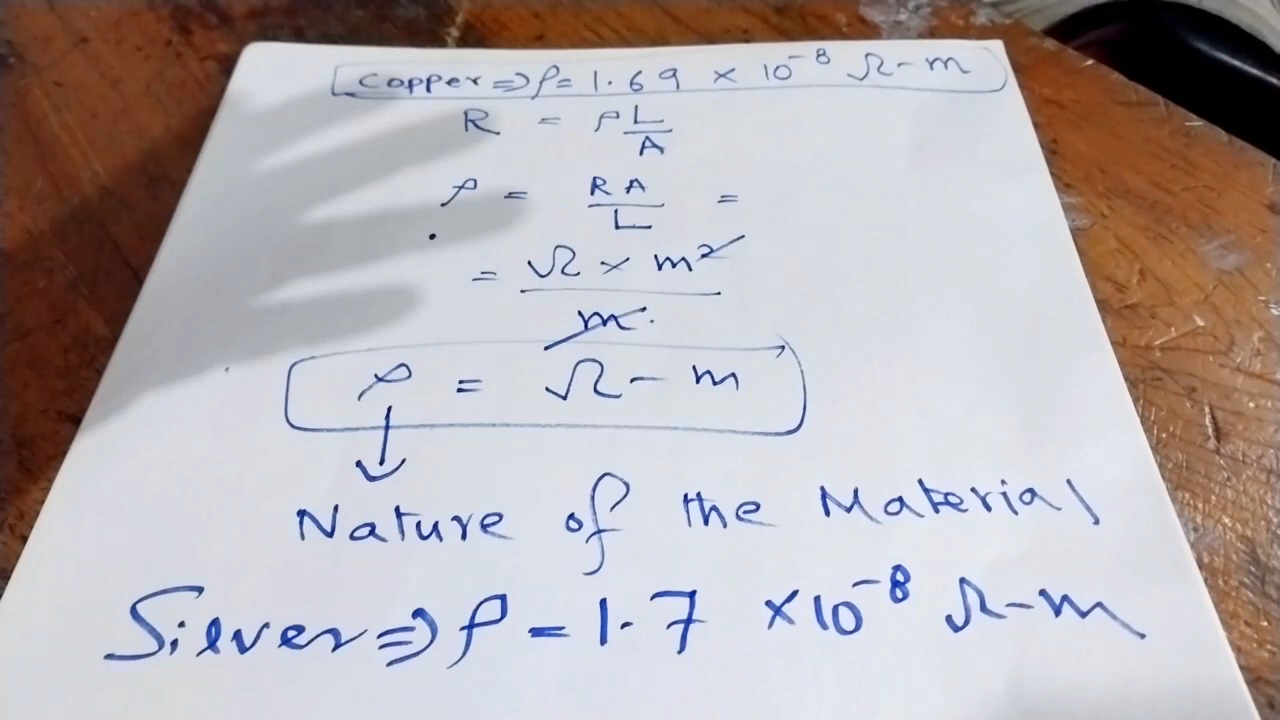 Copper ⇒ ρ = 1.69 × 10⁻⁸ Ω-m
R = ρ L/A
ρ = RA/L =
= Ω × m²/m.
ρ = Ω-m
Nature of the Material
Silver ⇒ ρ = 1.7 × 10⁻⁸ Ω-m